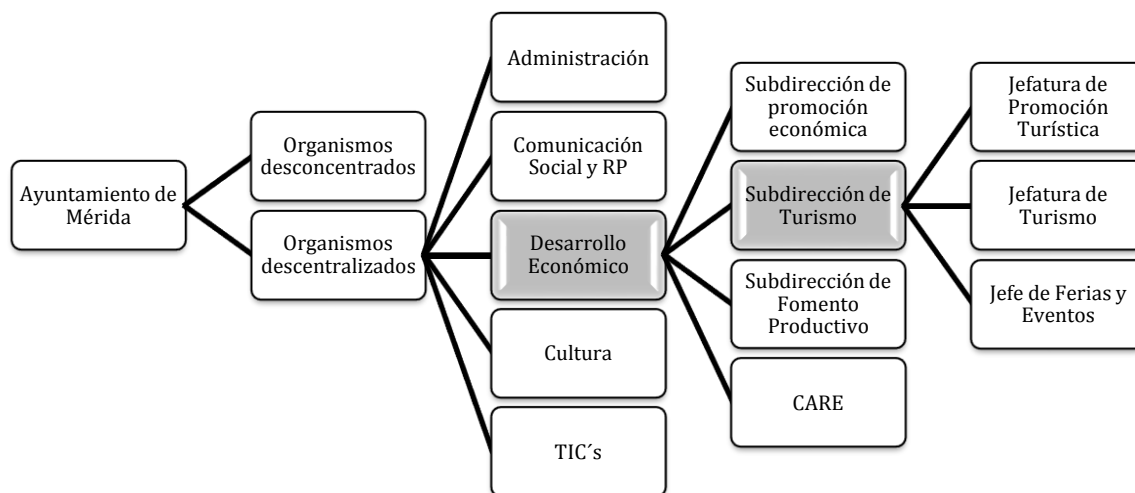 Ayuntamiento de
Mérida
Organismos
desconcentrados
Organismos
descentralizados
Administración
Comunicación
Social y RP
Desarrollo
Económico
Cultura
TIC´s
Subdirección de
promoción
económica
Subdirección de
Turismo
Subdirección de
Fomento
Productivo
CARE
Jefatura de
Promoción
Turística
Jefatura de
Turismo
Jefe de Ferias y
Eventos